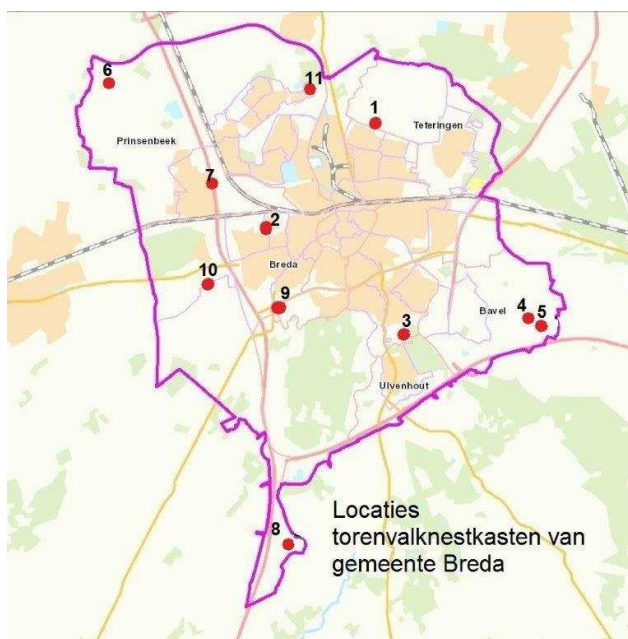 6
11
1
Teteringen
Prinsenbeek
7
2
Breda
10
9
4
Bavel
5
3
Ulvenhout
8
Locaties
torenvalknestkasten van
gemeente Breda